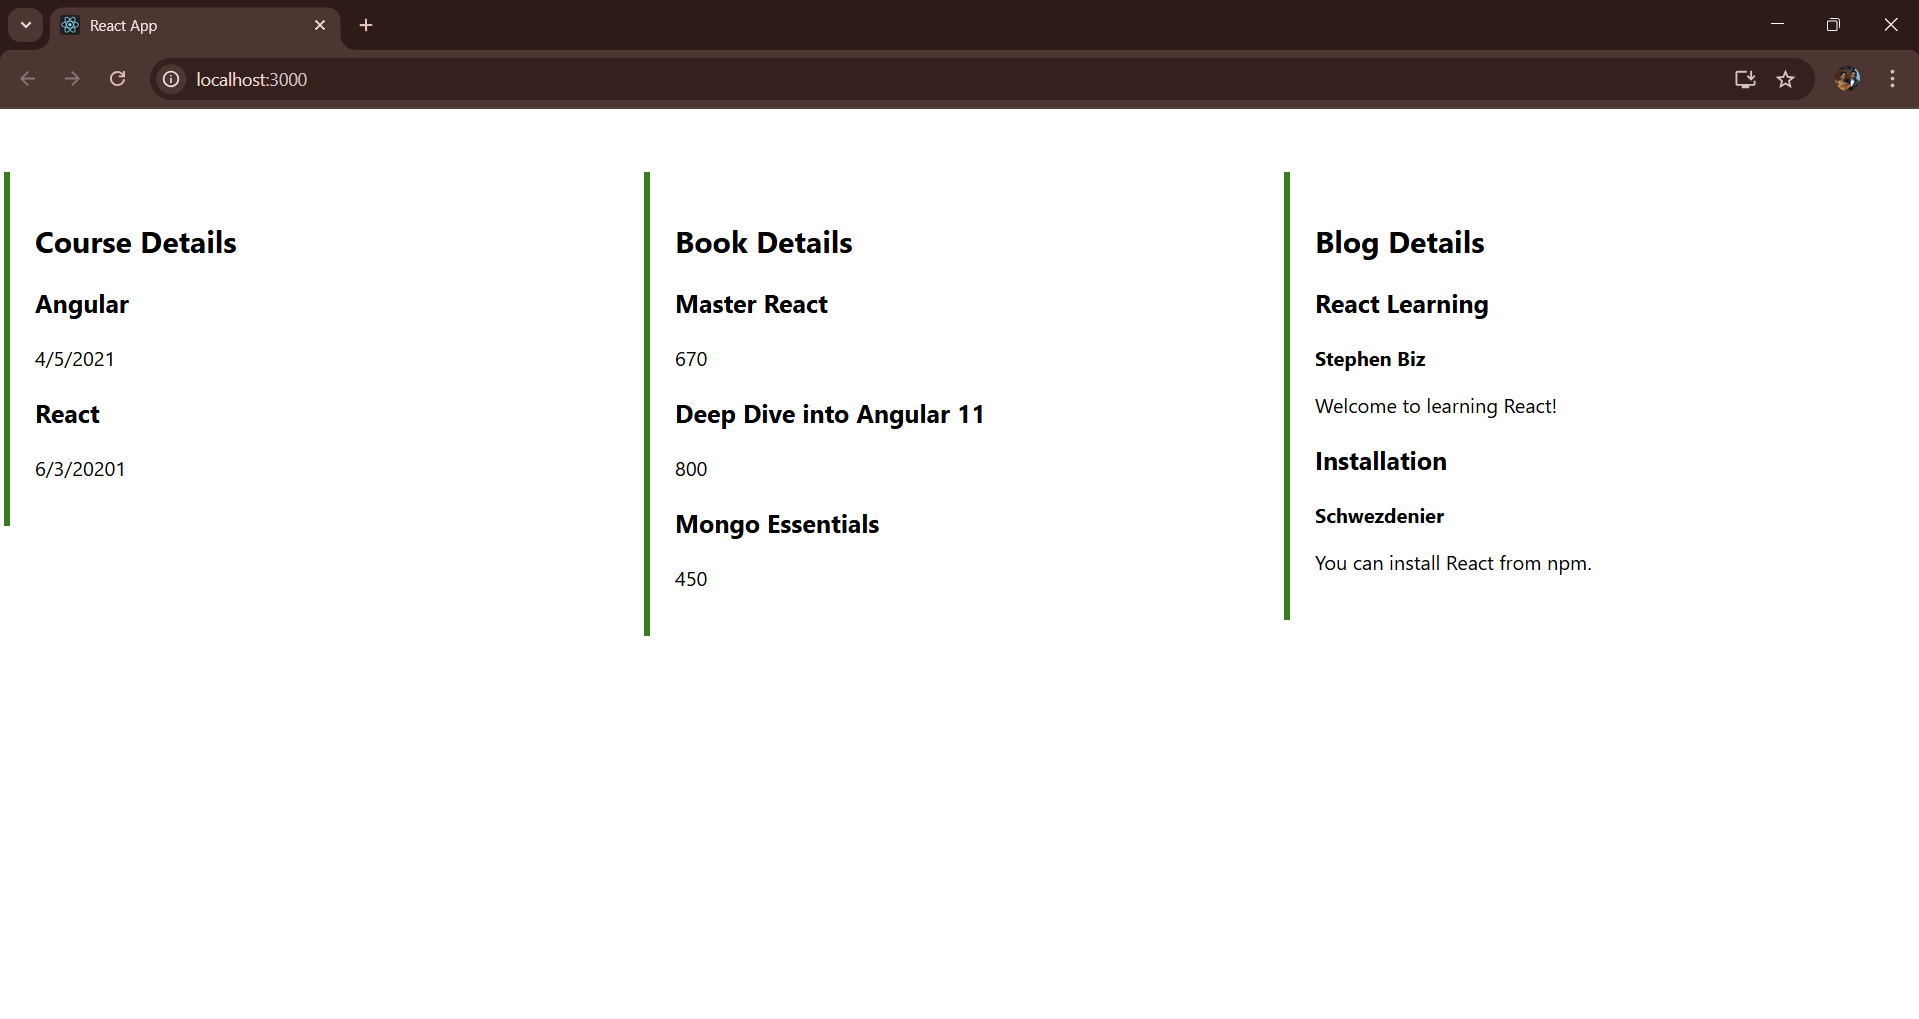 React App
localhost:3000
Course Details
Angular
4/5/2021
React
6/3/20201
Book Details
Master React
670
Deep Dive into Angular 11
800
Mongo Essentials
450
Blog Details
React Learning
Stephen Biz
Welcome to learning React!
Installation
Schwezdenier
You can install React from npm.